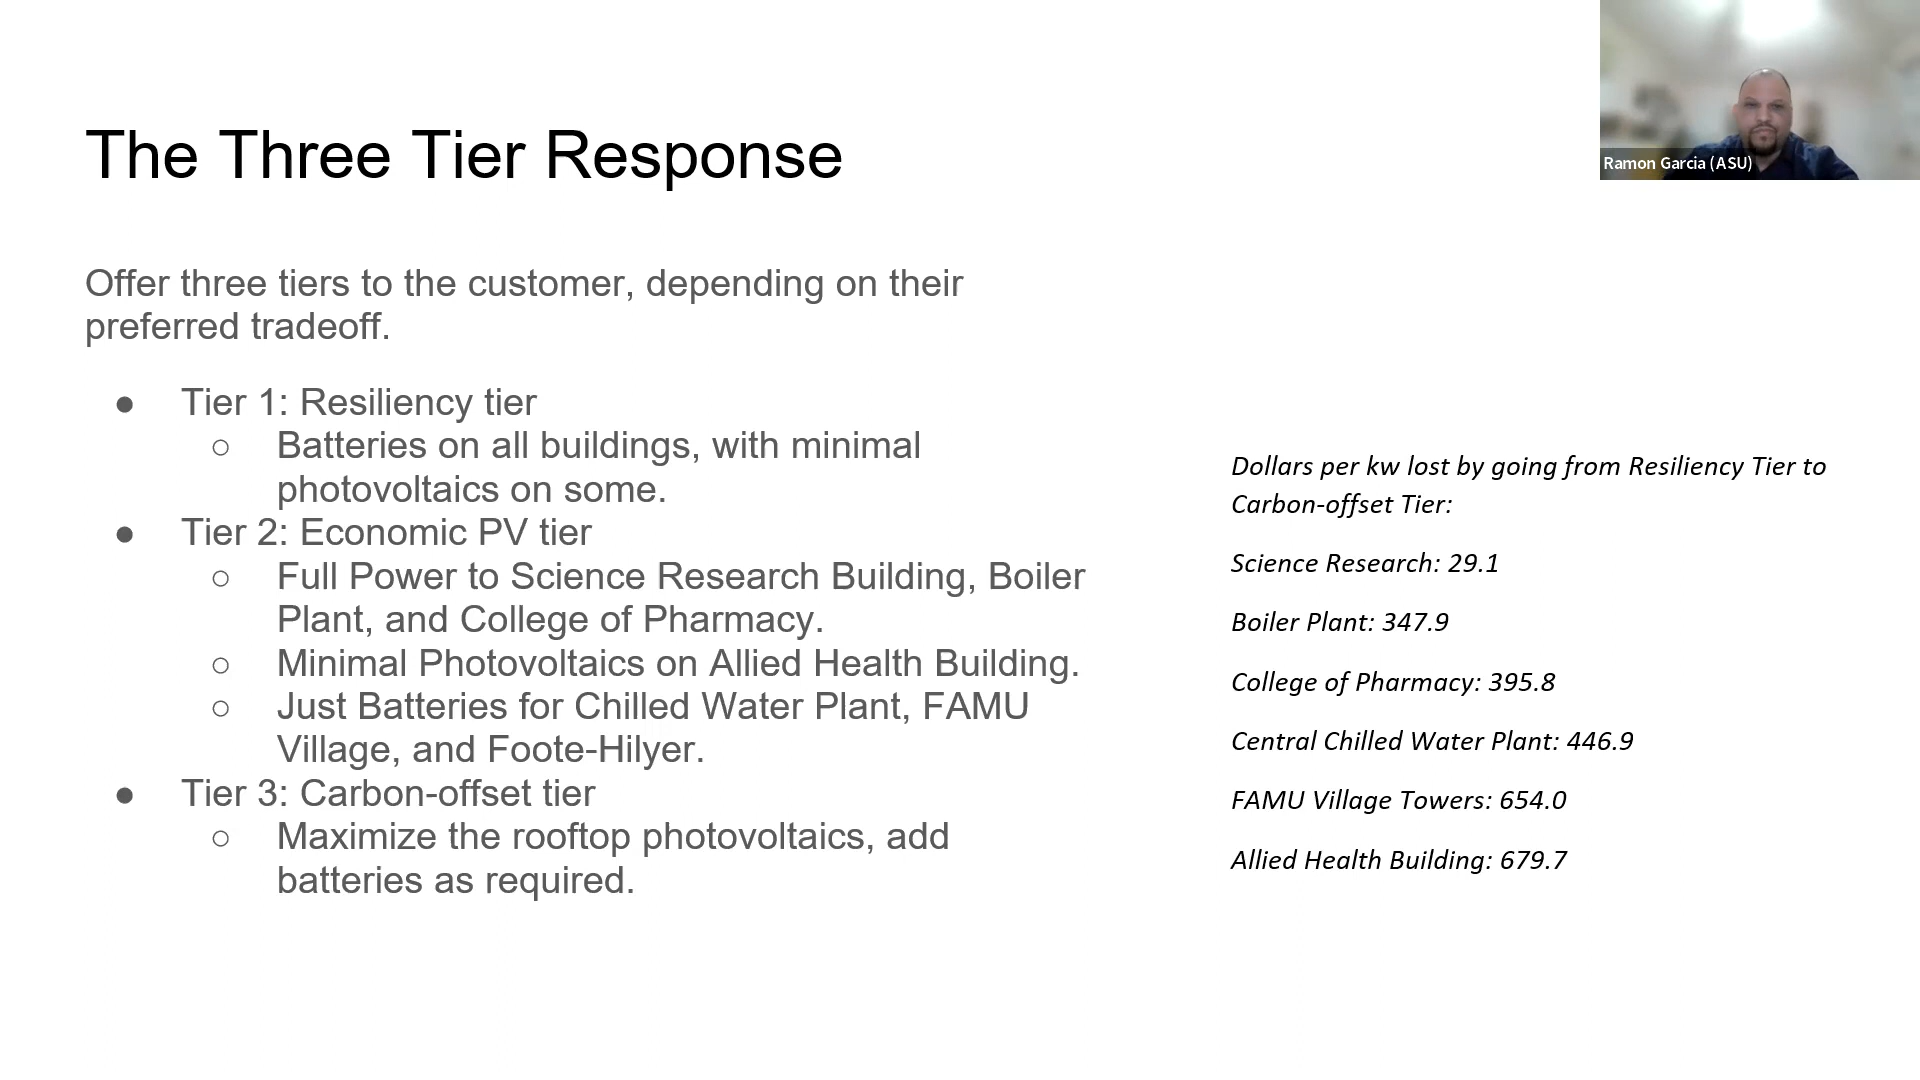 The Three Tier Response
Ramon Garcia (ASU)
Offer three tiers to the customer, depending on their
preferred tradeoff.
● Tier 1: Resiliency tier
○ Batteries on all buildings, with minimal
photovoltaics on some.
● Tier 2: Economic PV tier
○ Full Power to Science Research Building, Boiler
Plant, and College of Pharmacy.
○ Minimal Photovoltaics on Allied Health Building.
○ Just Batteries for Chilled Water Plant, FAMU
Village, and Foote-Hilyer.
● Tier 3: Carbon-offset tier
○ Maximize the rooftop photovoltaics, add
batteries as required.
Dollars per kw lost by going from Resiliency Tier to
Carbon-offset Tier:
Science Research: 29.1
Boiler Plant: 347.9
College of Pharmacy: 395.8
Central Chilled Water Plant: 446.9
FAMU Village Towers: 654.0
Allied Health Building: 679.7